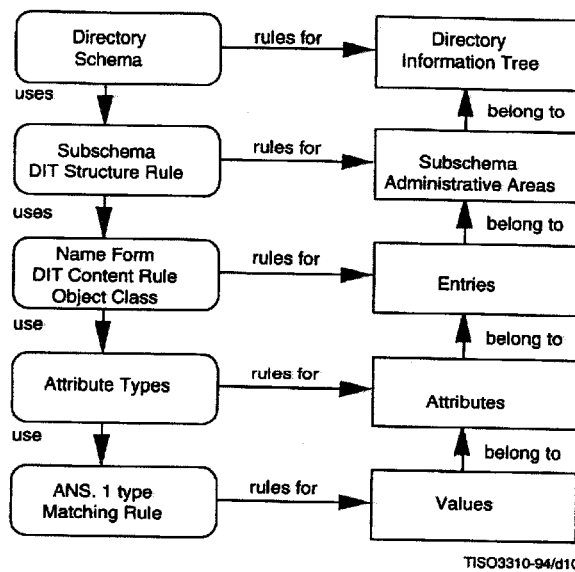 Directory
Schema
rules for
Directory
Information Tree
uses
belong to
Subschema
DIT Structure Rule
rules for
Subschema
Administrative Areas
uses
belong to
Name Form
DIT Content Rule
Object Class
rules for
Entries
use
belong to
Attribute Types
rules for
Attributes
use
belong to
ANS. 1 type
Matching Rule
rules for
Values
TISO3310-94/d10